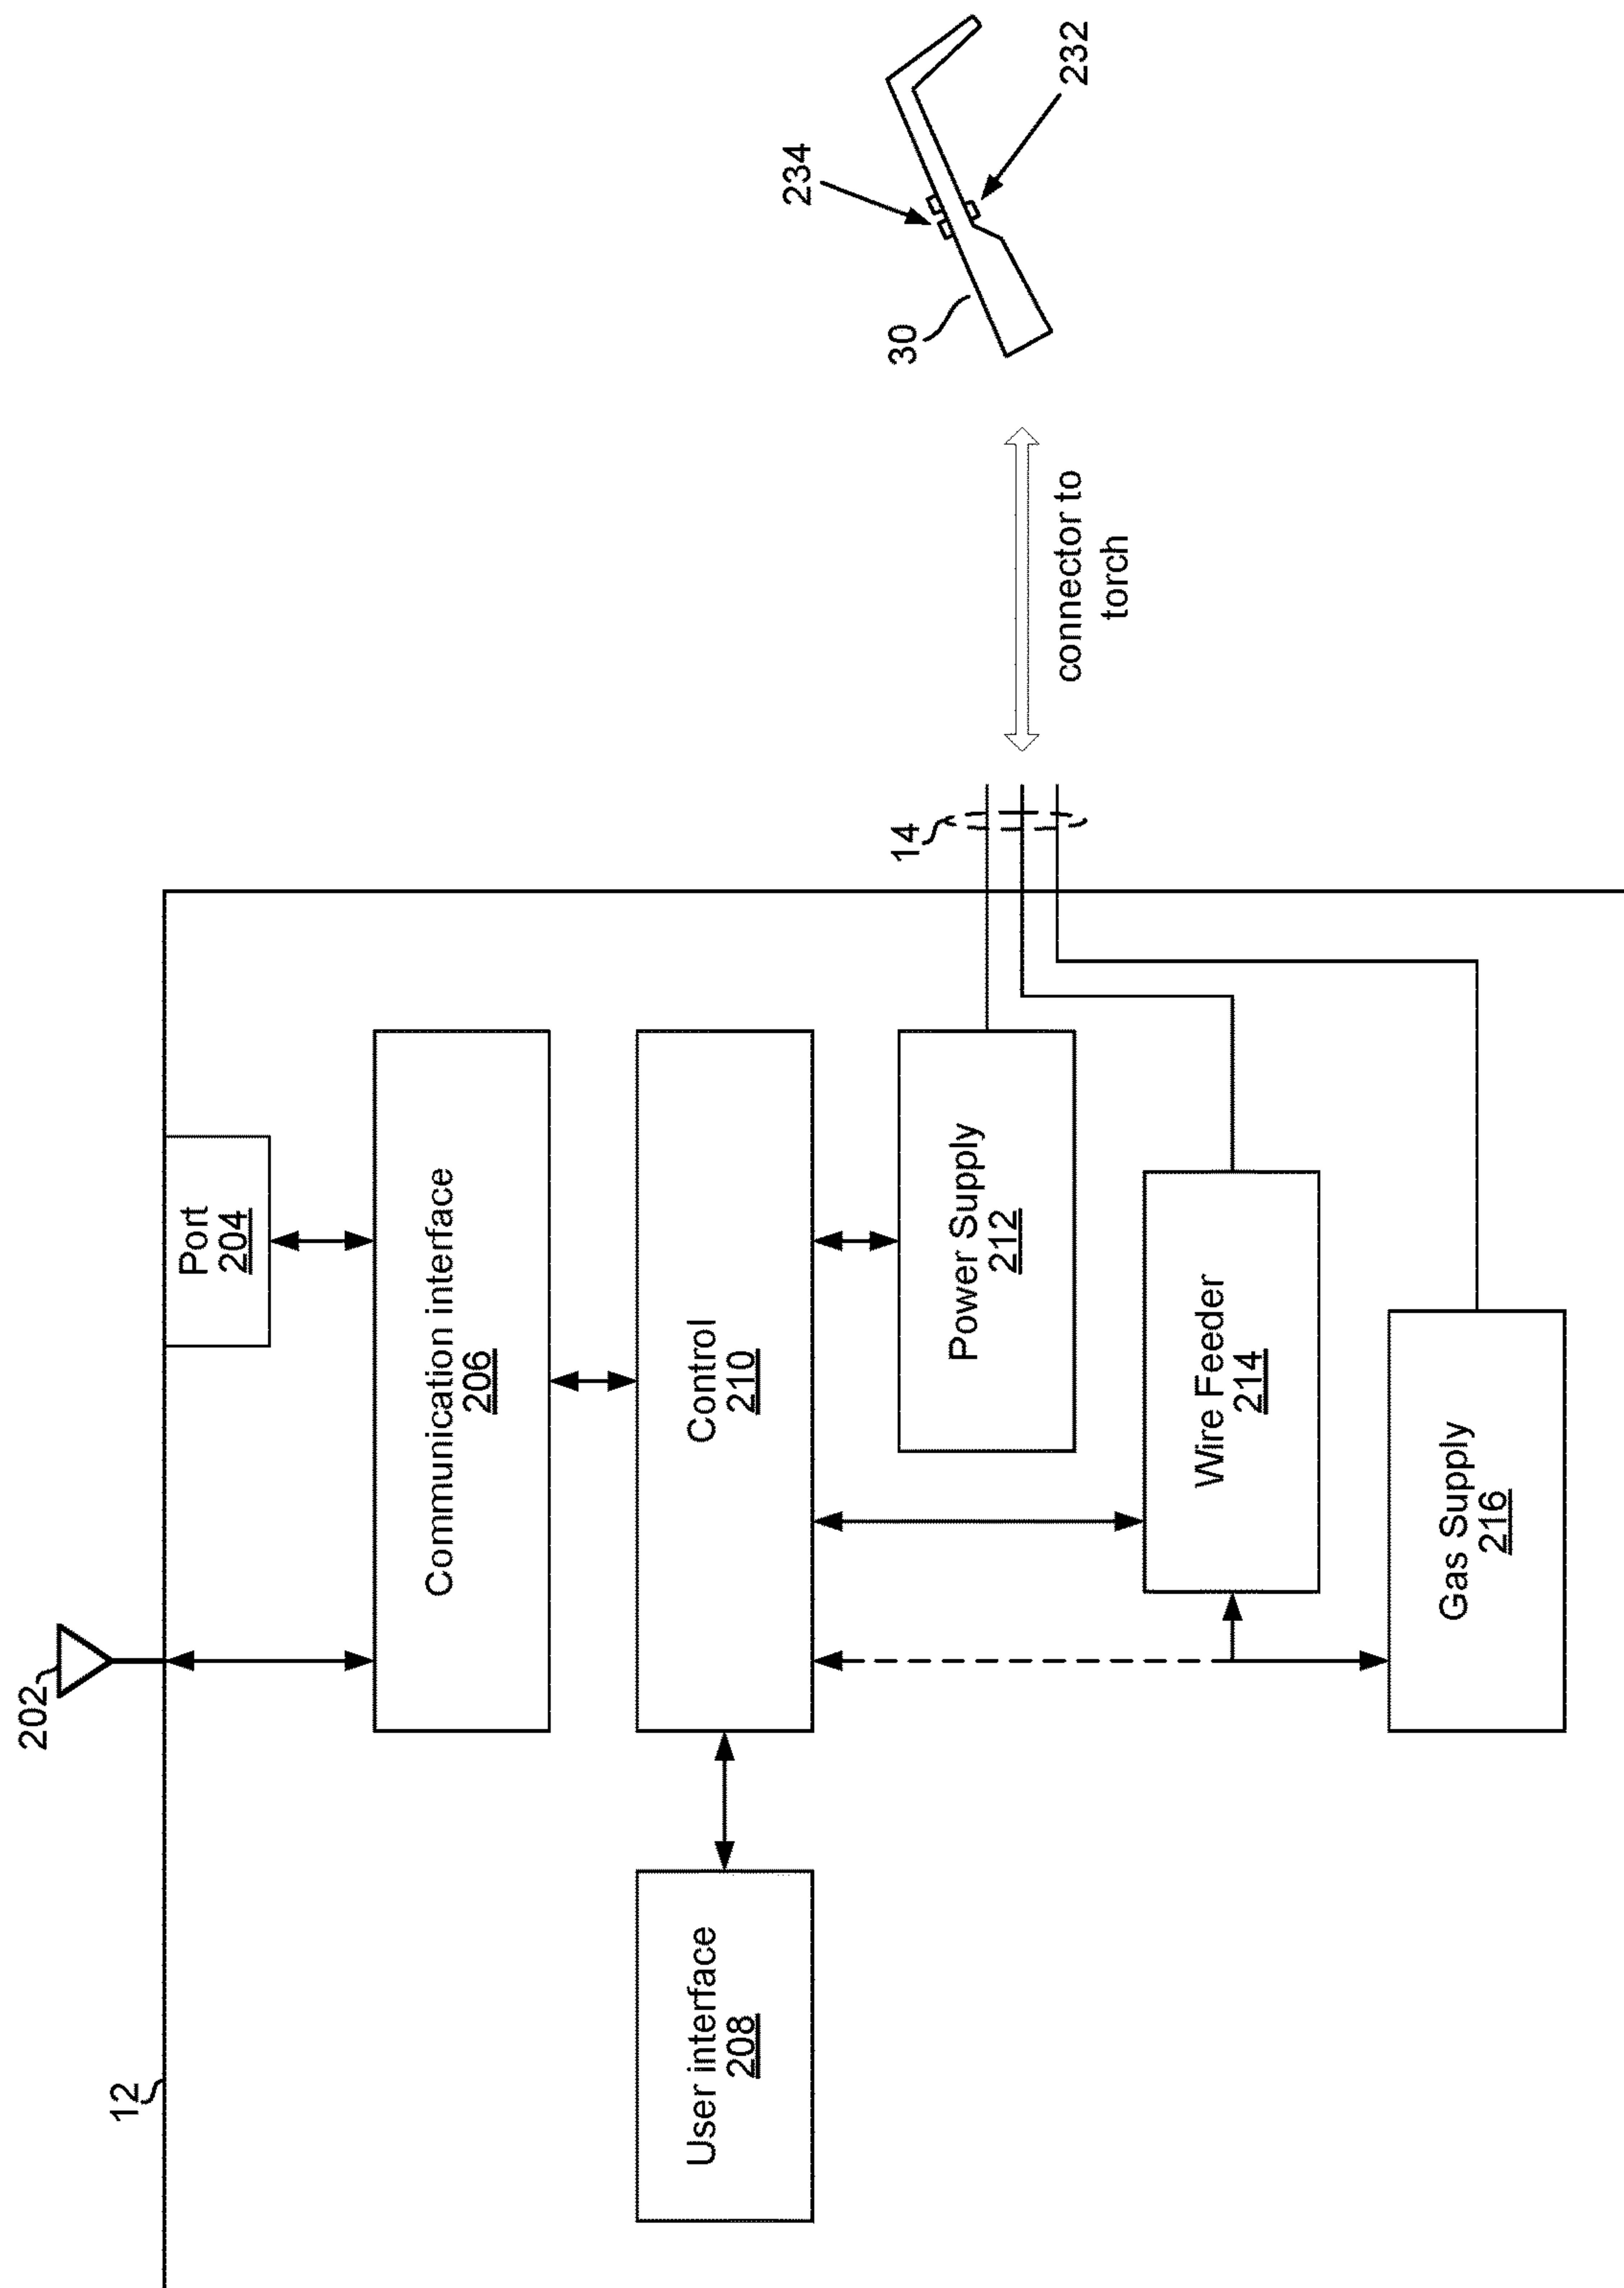 202
12
Port
204
Communication interface
206
User interface
208
Control
210
Power Supply
212
Wire Feeder
214
Gas Supply
216
14
connector to
torch
30
234
232